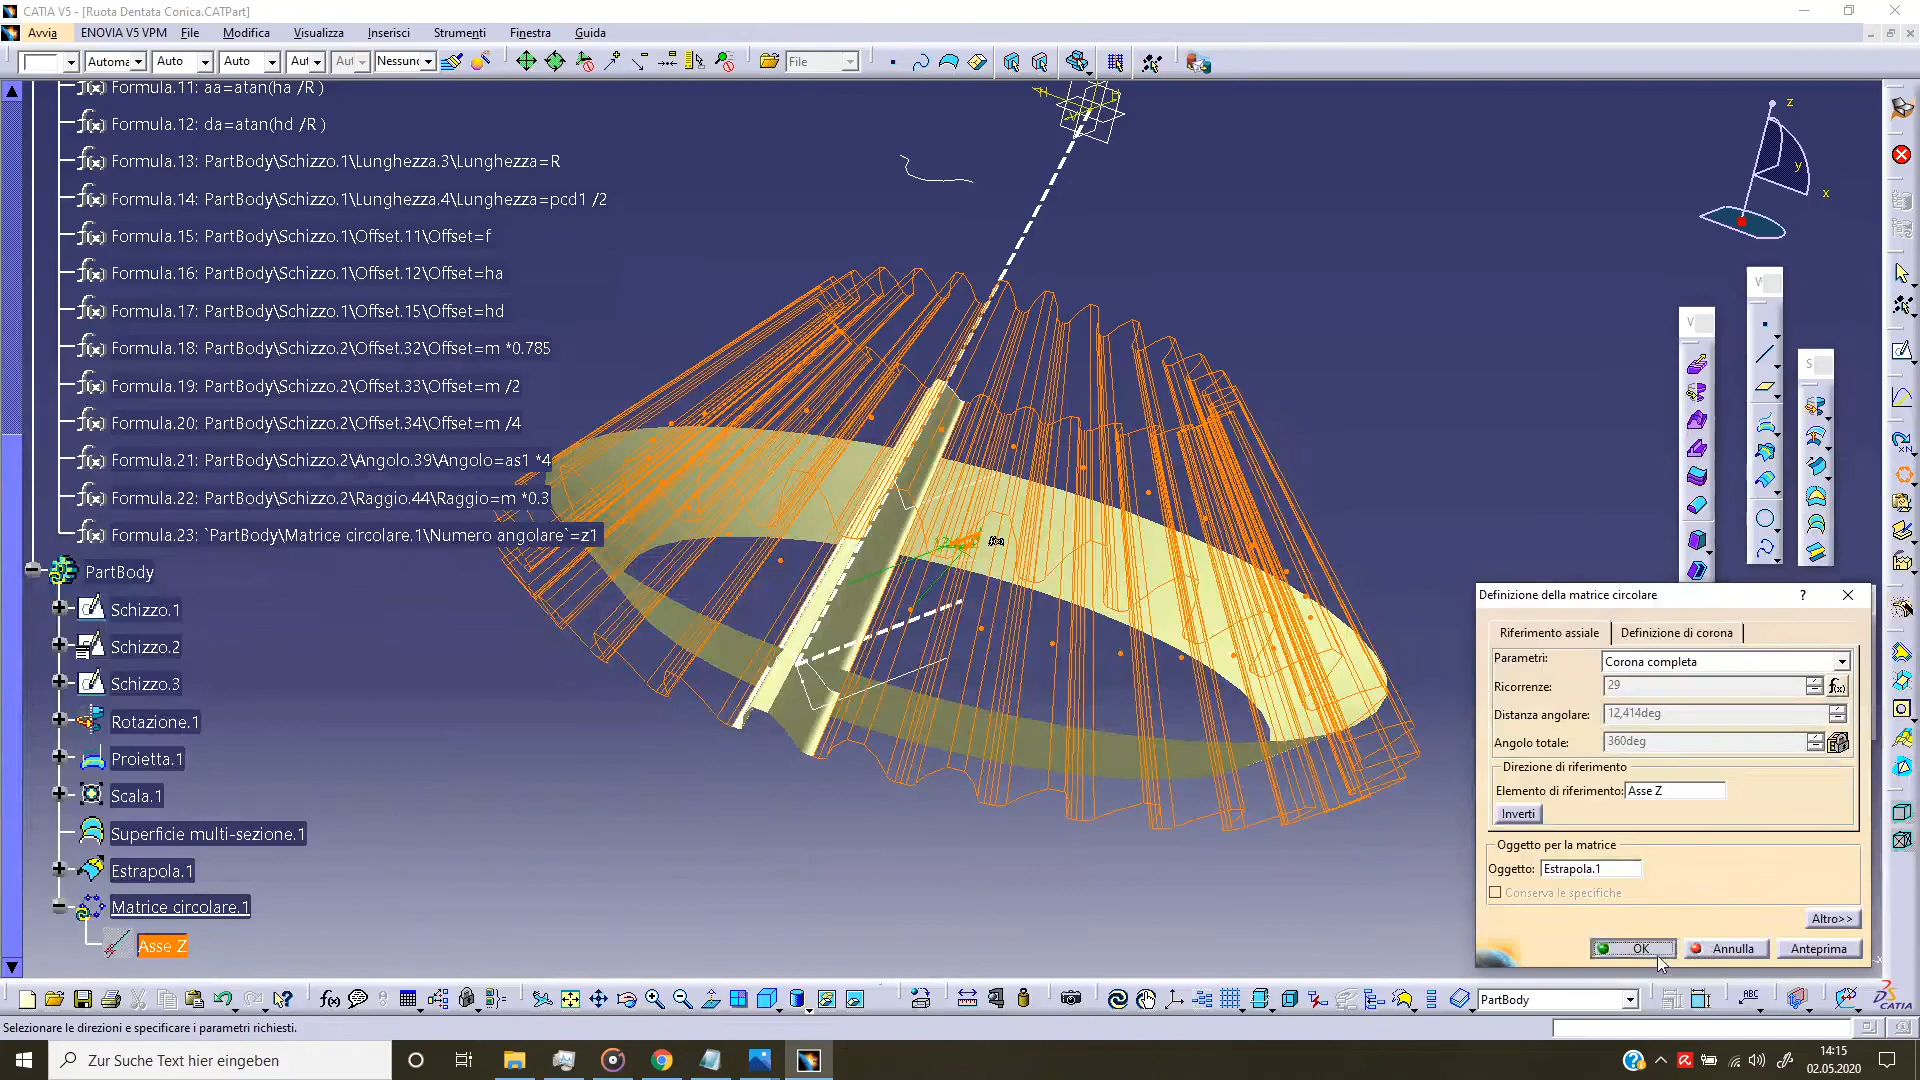 CATIA V5 - [Ruota Dentata Conica.CATPart]
Avvia ENOVIA V5 VPM File Modifica Visualizza Inserisci Strumenti Finestra Guida
Automa Auto Auto Aut Aut Nessunc File
Formula.11: aa=atan(ha /R )
Formula.12: da=atan(hd /R )
Formula.13: PartBody\Schizzo.1\Lunghezza.3\Lunghezza=R
Formula.14: PartBody\Schizzo.1\Lunghezza.4\Lunghezza=pcd1 /2
Formula.15: PartBody\Schizzo.1\Offset.11\Offset=f
Formula.16: PartBody\Schizzo.1\Offset.12\Offset=ha
Formula.17: PartBody\Schizzo.1\Offset.15\Offset=hd
Formula.18: PartBody\Schizzo.2\Offset.32\Offset=m *0.785
Formula.19: PartBody\Schizzo.2\Offset.33\Offset=m /2
Formula.20: PartBody\Schizzo.2\Offset.34\Offset=m /4
Formula.21: PartBody\Schizzo.2\Angolo.39\Angolo=as1 *4
Formula.22: PartBody\Schizzo.2\Raggio.44\Raggio=m *0.3
Formula.23: `PartBody\Matrice circolare.1\Numero angolare`=z1
PartBody
Schizzo.1
Schizzo.2
Schizzo.3
Rotazione.1
Proietta.1
Scala.1
Superficie multi-sezione.1
Estrapola.1
Matrice circolare.1
Asse Z
z
y
x
V
W
S
Definizione della matrice circolare ?
Riferimento assiale Definizione di corona
Parametri: Corona completa
Ricorrenze: 29
Distanza angolare: 12,414deg
Angolo totale: 360deg
Direzione di riferimento
Elemento di riferimento: Asse Z
Inverti
Oggetto per la matrice
Oggetto: Estrapola.1
Conserva le specifiche
Altro>>
OK Annulla Anteprima
PartBody
CATIA
Selezionare le direzioni e specificare i parametri richiesti.
Zur Suche Text hier eingeben
14:15
02.05.2020